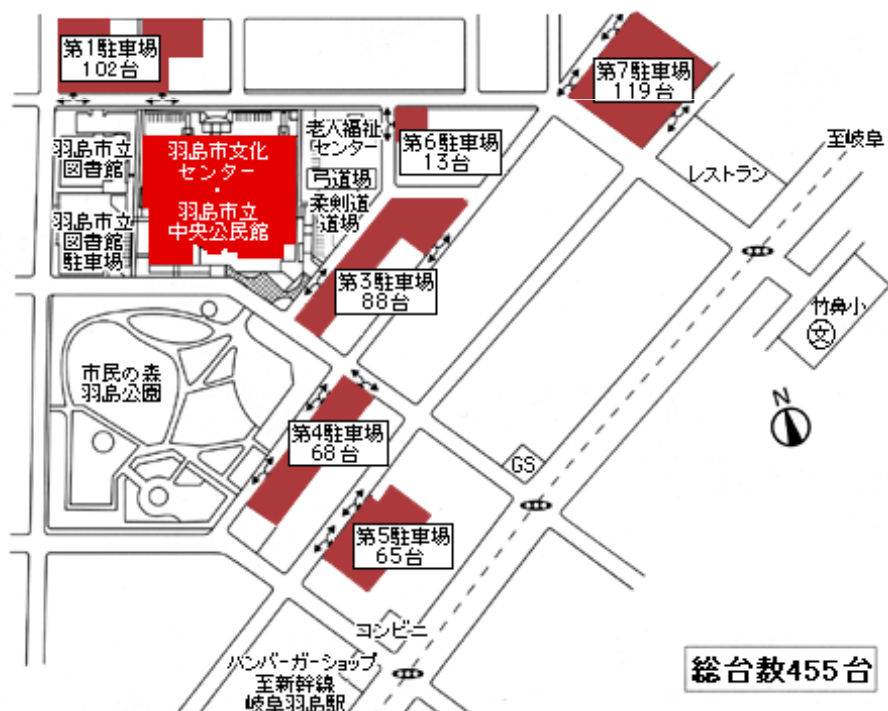 第1駐車場
102台
第7駐車場
119台
羽島市立
図書館
羽島市文化
センター
・
羽島市立
中央公民館
老人福祉
センター
弓道場
柔剣道
道場
第6駐車場
13台
レストラン
至岐阜
羽島市立
図書館
駐車場
第3駐車場
88台
竹鼻小
文
市民の森
羽島公園
N
第4駐車場
68台
GS
第5駐車場
65台
コンビニ
ハンバーガーショップ
至新幹線
岐阜羽島駅
総台数455台